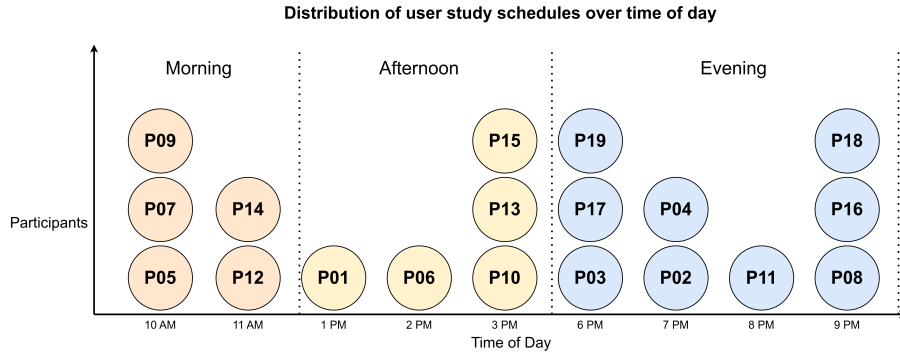 Distribution of user study schedules over time of day
Morning Afternoon Evening
P09 P15 P19 P18
P07 P14 P13 P17 P04 P16
Participants
P05 P12 P01 P06 P10 P03 P02 P11 P08
10 AM 11 AM 1 PM 2 PM 3 PM 6 PM 7 PM 8 PM 9 PM
Time of Day